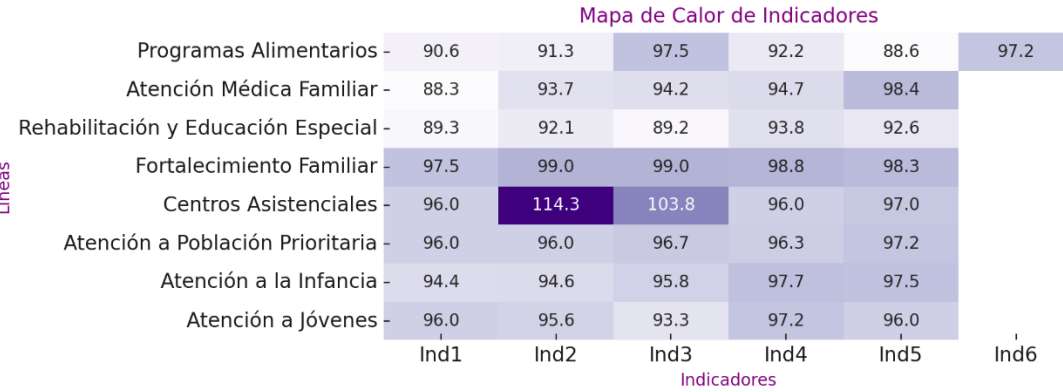 Mapa de Calor de Indicadores
Programas Alimentarios 90.6 91.3 97.5 92.2 88.6 97.2
Atención Médica Familiar 88.3 93.7 94.2 94.7 98.4
Rehabilitación y Educación Especial 89.3 92.1 89.2 93.8 92.6
Fortalecimiento Familiar 97.5 99.0 99.0 98.8 98.3
Centros Asistenciales 96.0 114.3 103.8 96.0 97.0
Atención a Población Prioritaria 96.0 96.0 96.7 96.3 97.2
Atención a la Infancia 94.4 94.6 95.8 97.7 97.5
Atención a Jóvenes 96.0 95.6 93.3 97.2 96.0
Ind1 Ind2 Ind3 Ind4 Ind5 Ind6
Indicadores
Líneas